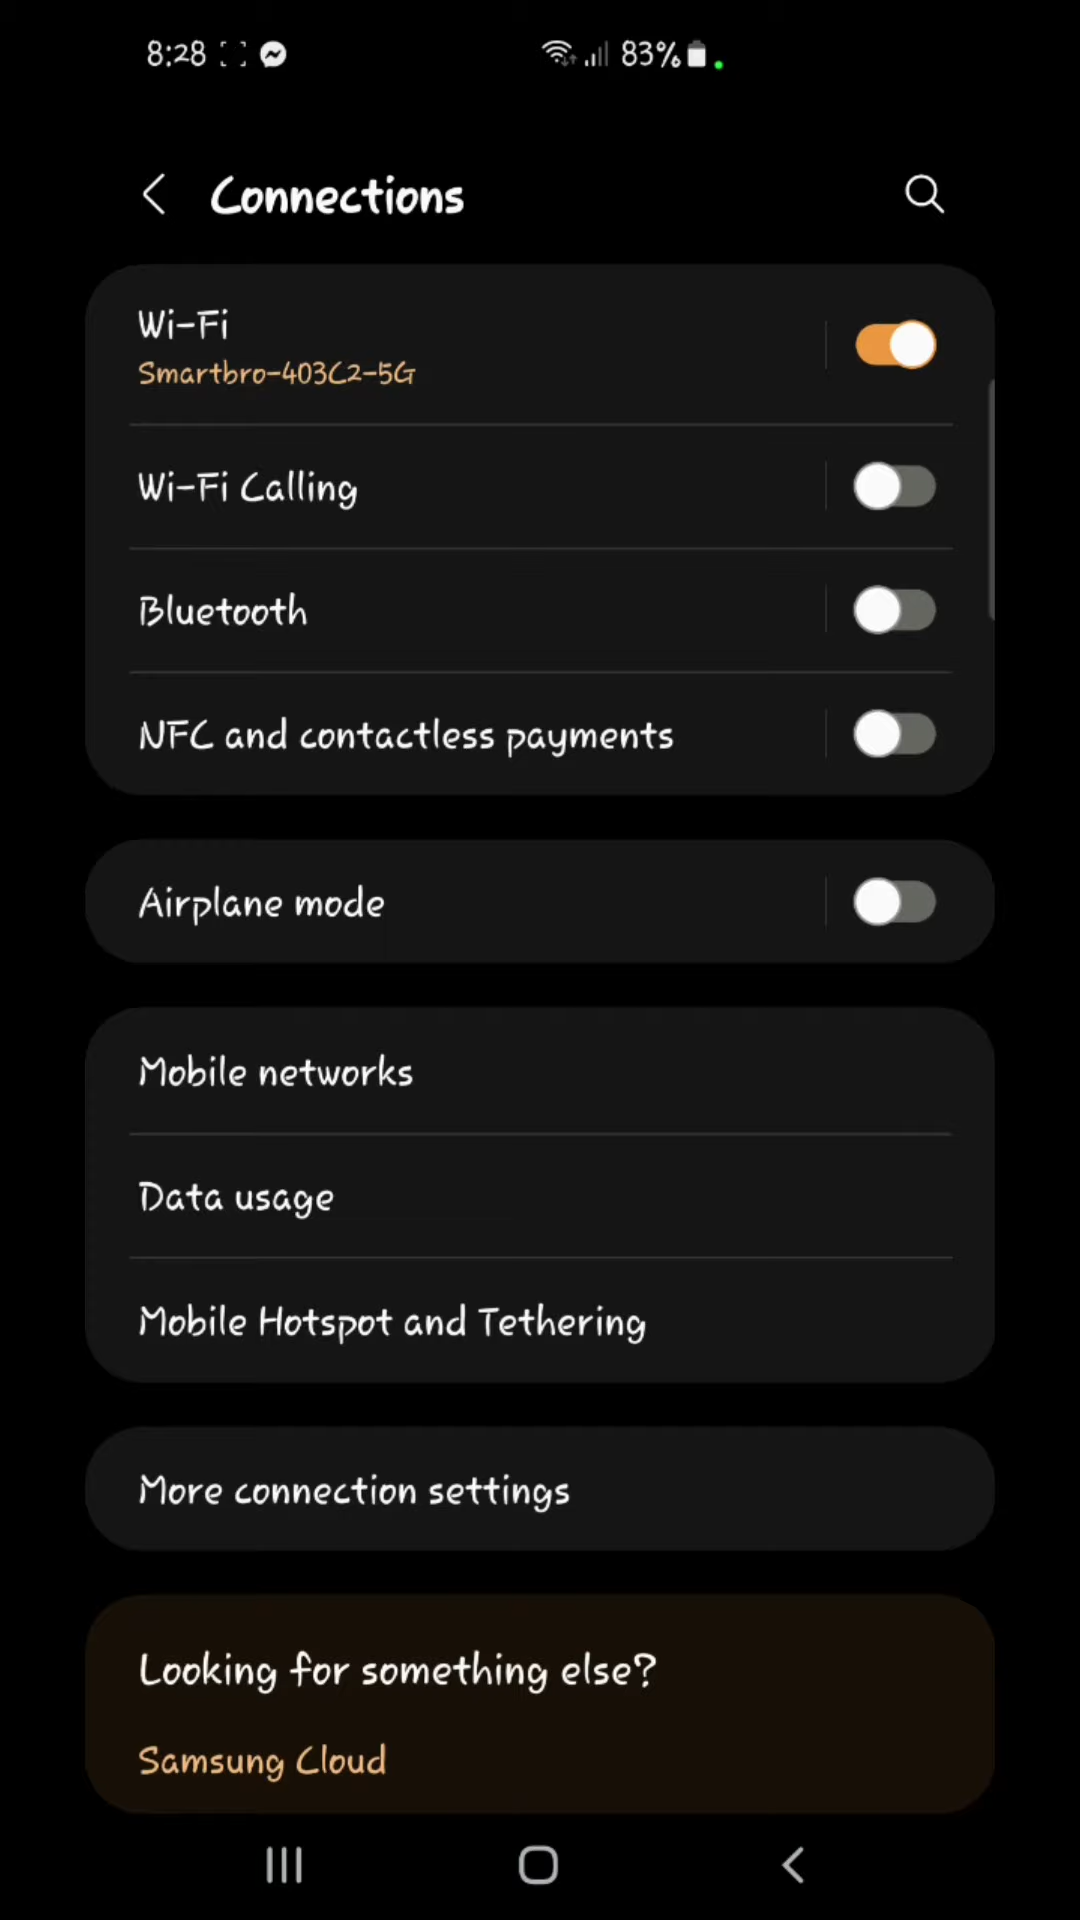 8:28 83%
Connections
Wi-Fi
Smartbro-403C2-5G
Wi-Fi Calling
Bluetooth
NFC and contactless payments
Airplane mode
Mobile networks
Data usage
Mobile Hotspot and Tethering
More connection settings
Looking for something else?
Samsung Cloud